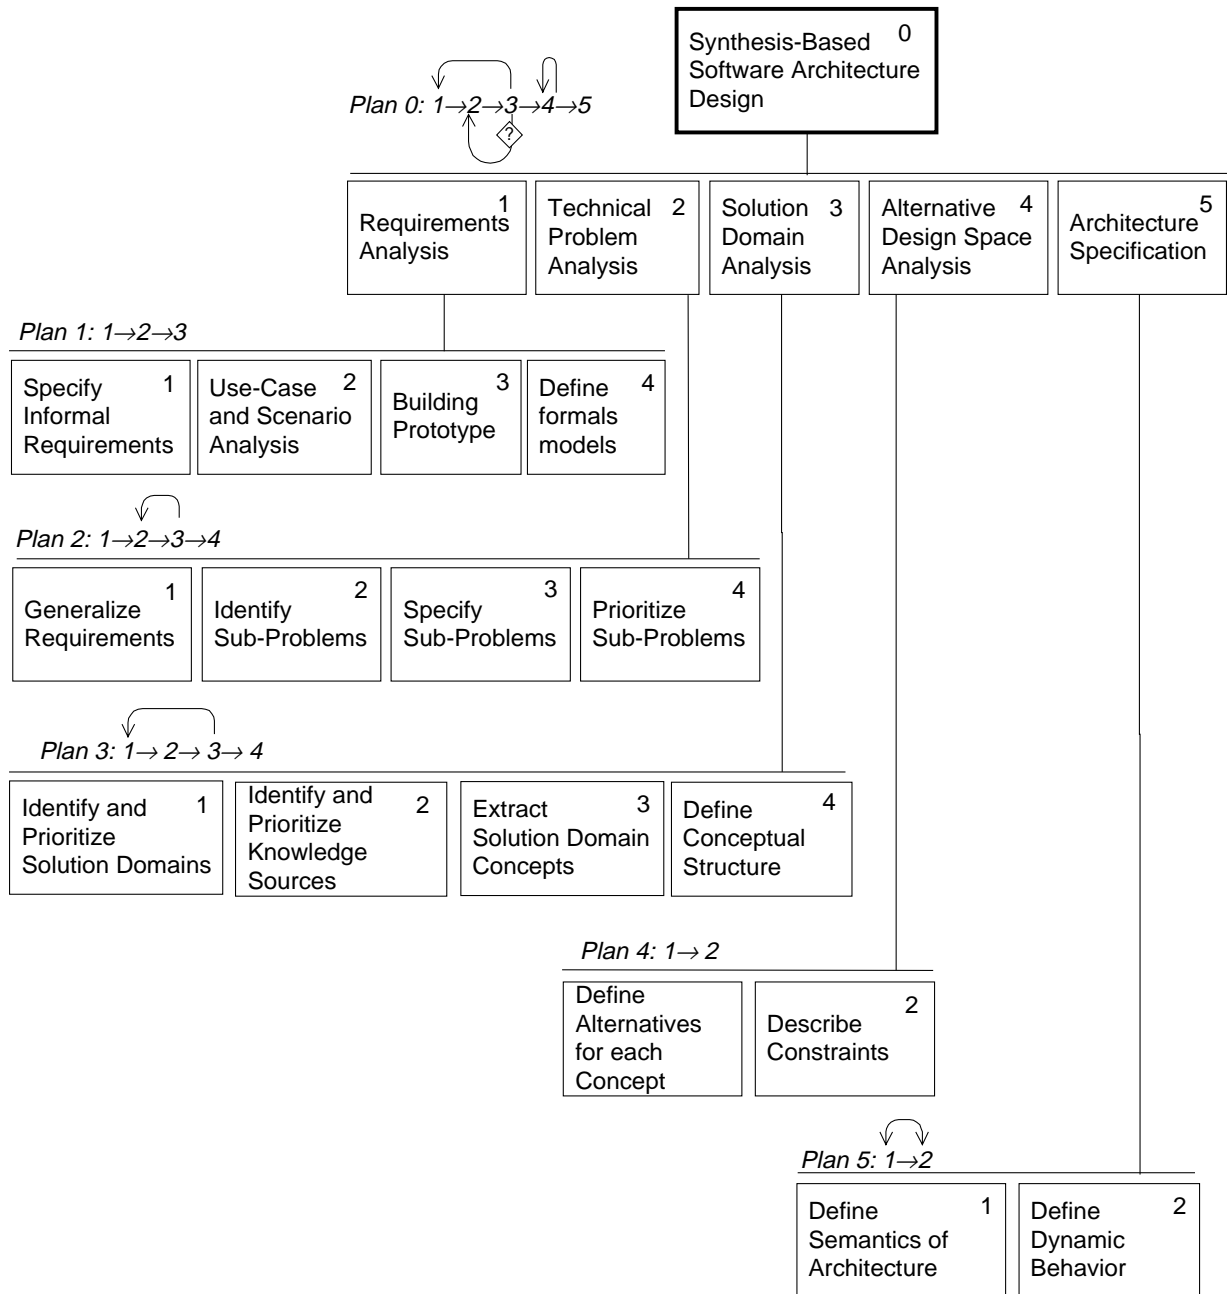 Synthesis-Based 0
Software Architecture
Design
Plan 0: 1→2→3→4→5
?
Requirements 1
Analysis
Technical 2
Problem
Analysis
Solution 3
Domain
Analysis
Alternative 4
Design Space
Analysis
Architecture 5
Specification
Plan 1: 1→2→3
Specify 1
Informal
Requirements
Use-Case 2
and Scenario
Analysis
Building 3
Prototype
Define 4
formals
models
Plan 2: 1→2→3→4
Generalize 1
Requirements
Identify 2
Sub-Problems
Specify 3
Sub-Problems
Prioritize 4
Sub-Problems
Plan 3: 1→ 2→ 3→ 4
Identify and 1
Prioritize
Solution Domains
Identify and 2
Prioritize
Knowledge
Sources
Extract 3
Solution Domain
Concepts
Define 4
Conceptual
Structure
Plan 4: 1→ 2
Define
Alternatives
for each
Concept
Describe 2
Constraints
Plan 5: 1→2
Define 1
Semantics of
Architecture
Define 2
Dynamic
Behavior